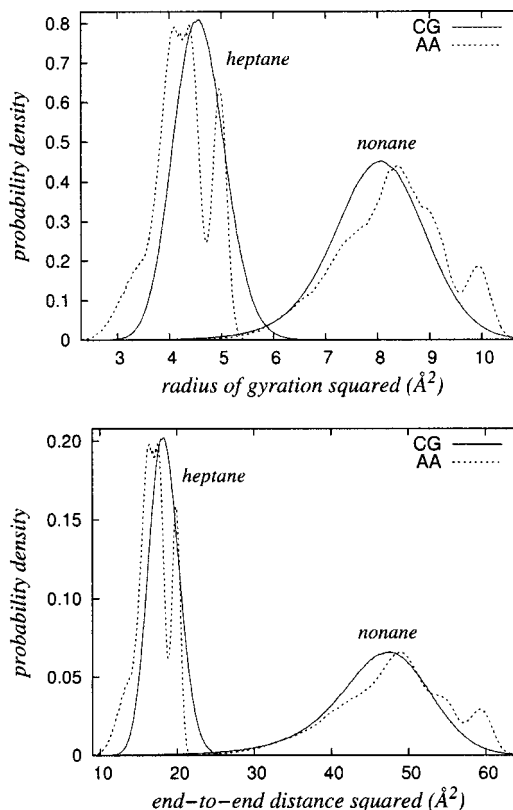 0.8
0.7
0.6
0.5
0.4
0.3
0.2
0.1
0
probability density
CG
AA
heptane
nonane
3 4 5 6 7 8 9 10
radius of gyration squared (Å²)
0.20
0.15
0.10
0.05
0
probability density
CG
AA
heptane
nonane
10 20 30 40 50 60
end-to-end distance squared (Å²)